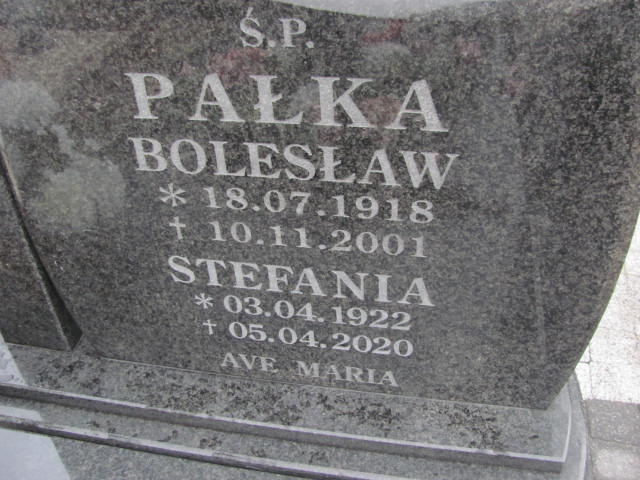 Ś.P.
PAŁKA
BOLESŁAW
* 18.07.1918
† 10.11.2001
STEFANIA
* 03.04.1922
† 05.04.2020
AVE MARIA